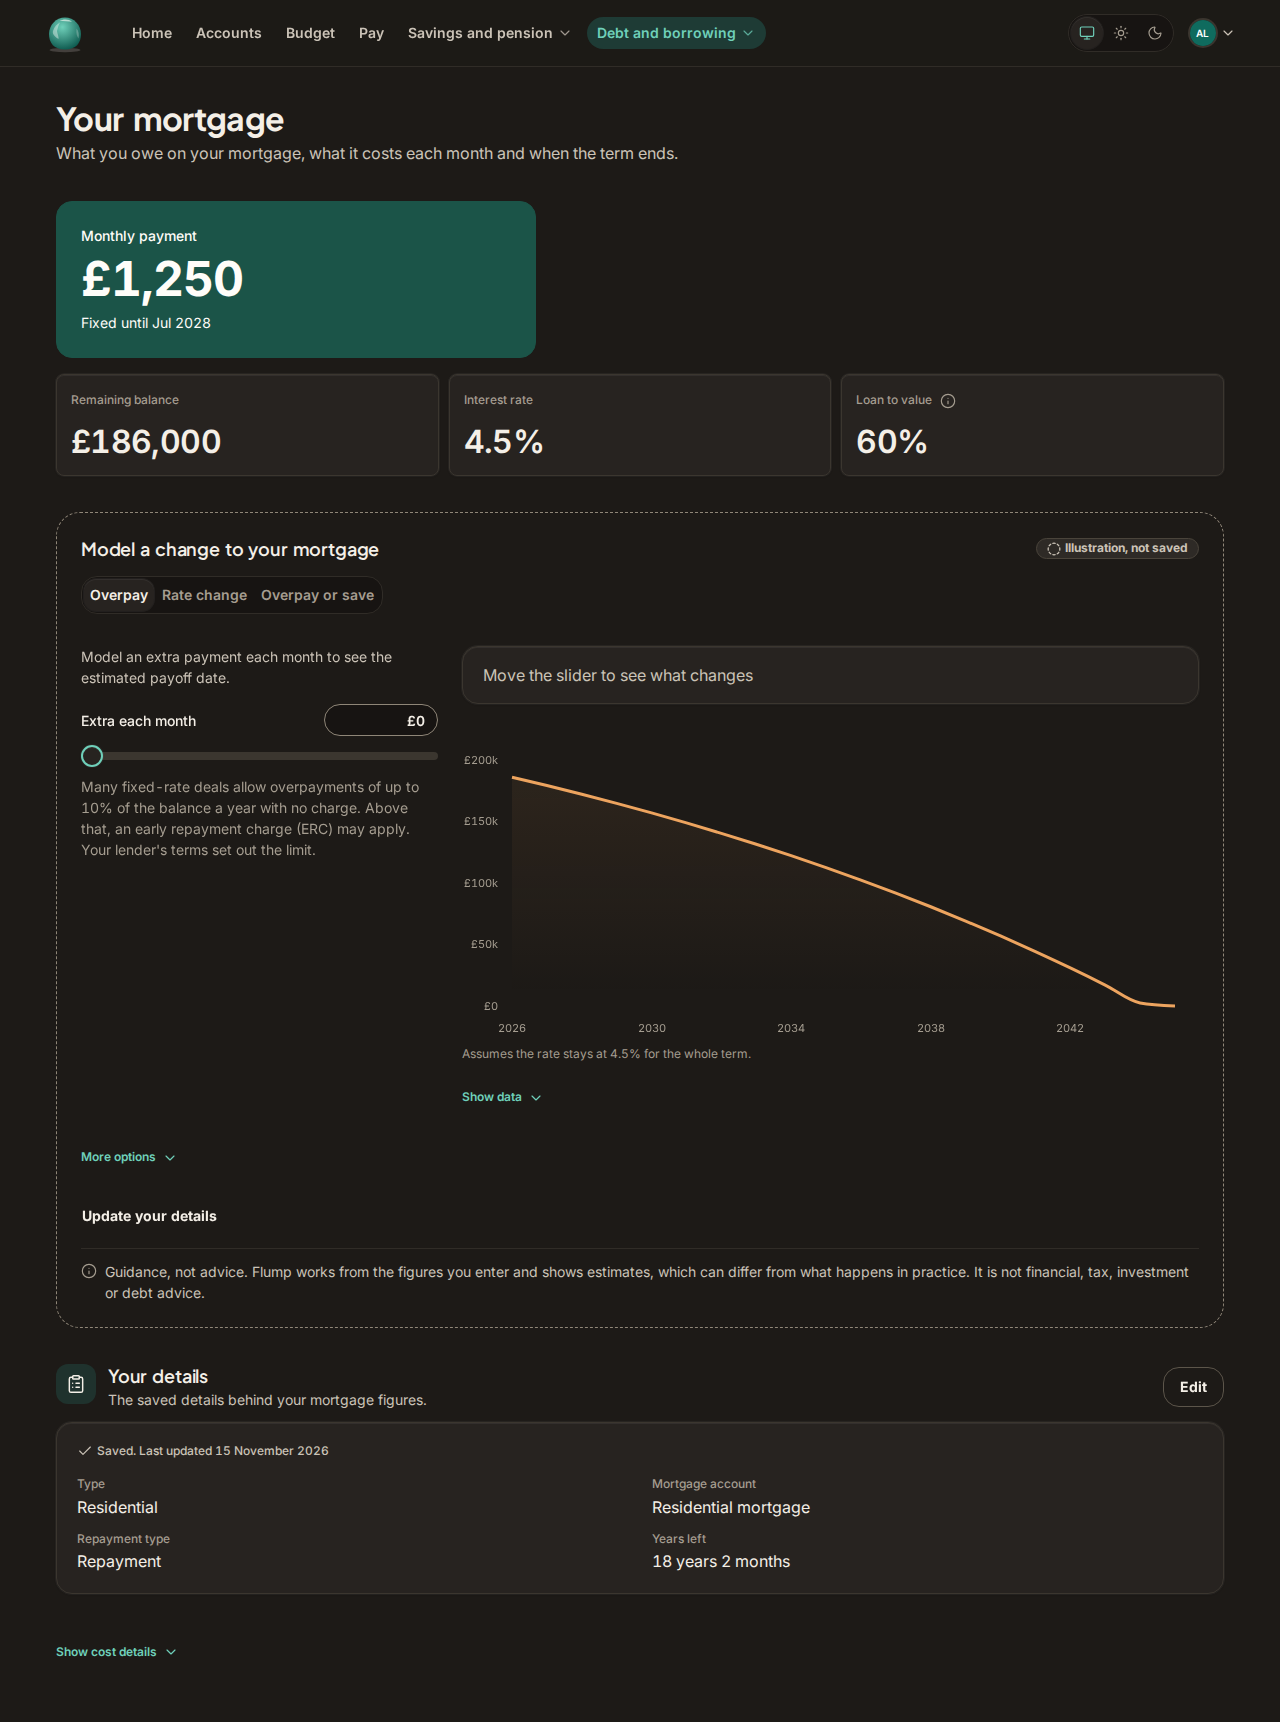 Home
Accounts
Budget
Pay
Savings and pension
Debt and borrowing
AL
Your mortgage
What you owe on your mortgage, what it costs each month and when the term ends.
Monthly payment
£1,250
Fixed until Jul 2028
Remaining balance
£186,000
Interest rate
4.5%
Loan to value
60%
Model a change to your mortgage
Illustration, not saved
Overpay
Rate change
Overpay or save
Model an extra payment each month to see the
estimated payoff date.
Extra each month
£0
Many fixed-rate deals allow overpayments of up to
10% of the balance a year with no charge. Above
that, an early repayment charge (ERC) may apply.
Your lender's terms set out the limit.
Move the slider to see what changes
£200k
£150k
£100k
£50k
£0
2026
2030
2034
2038
2042
Assumes the rate stays at 4.5% for the whole term.
Show data
More options
Update your details
Guidance, not advice. Flump works from the figures you enter and shows estimates, which can differ from what happens in practice. It is not financial, tax, investment
or debt advice.
Your details
The saved details behind your mortgage figures.
Edit
Saved. Last updated 15 November 2026
Type
Residential
Mortgage account
Residential mortgage
Repayment type
Repayment
Years left
18 years 2 months
Show cost details